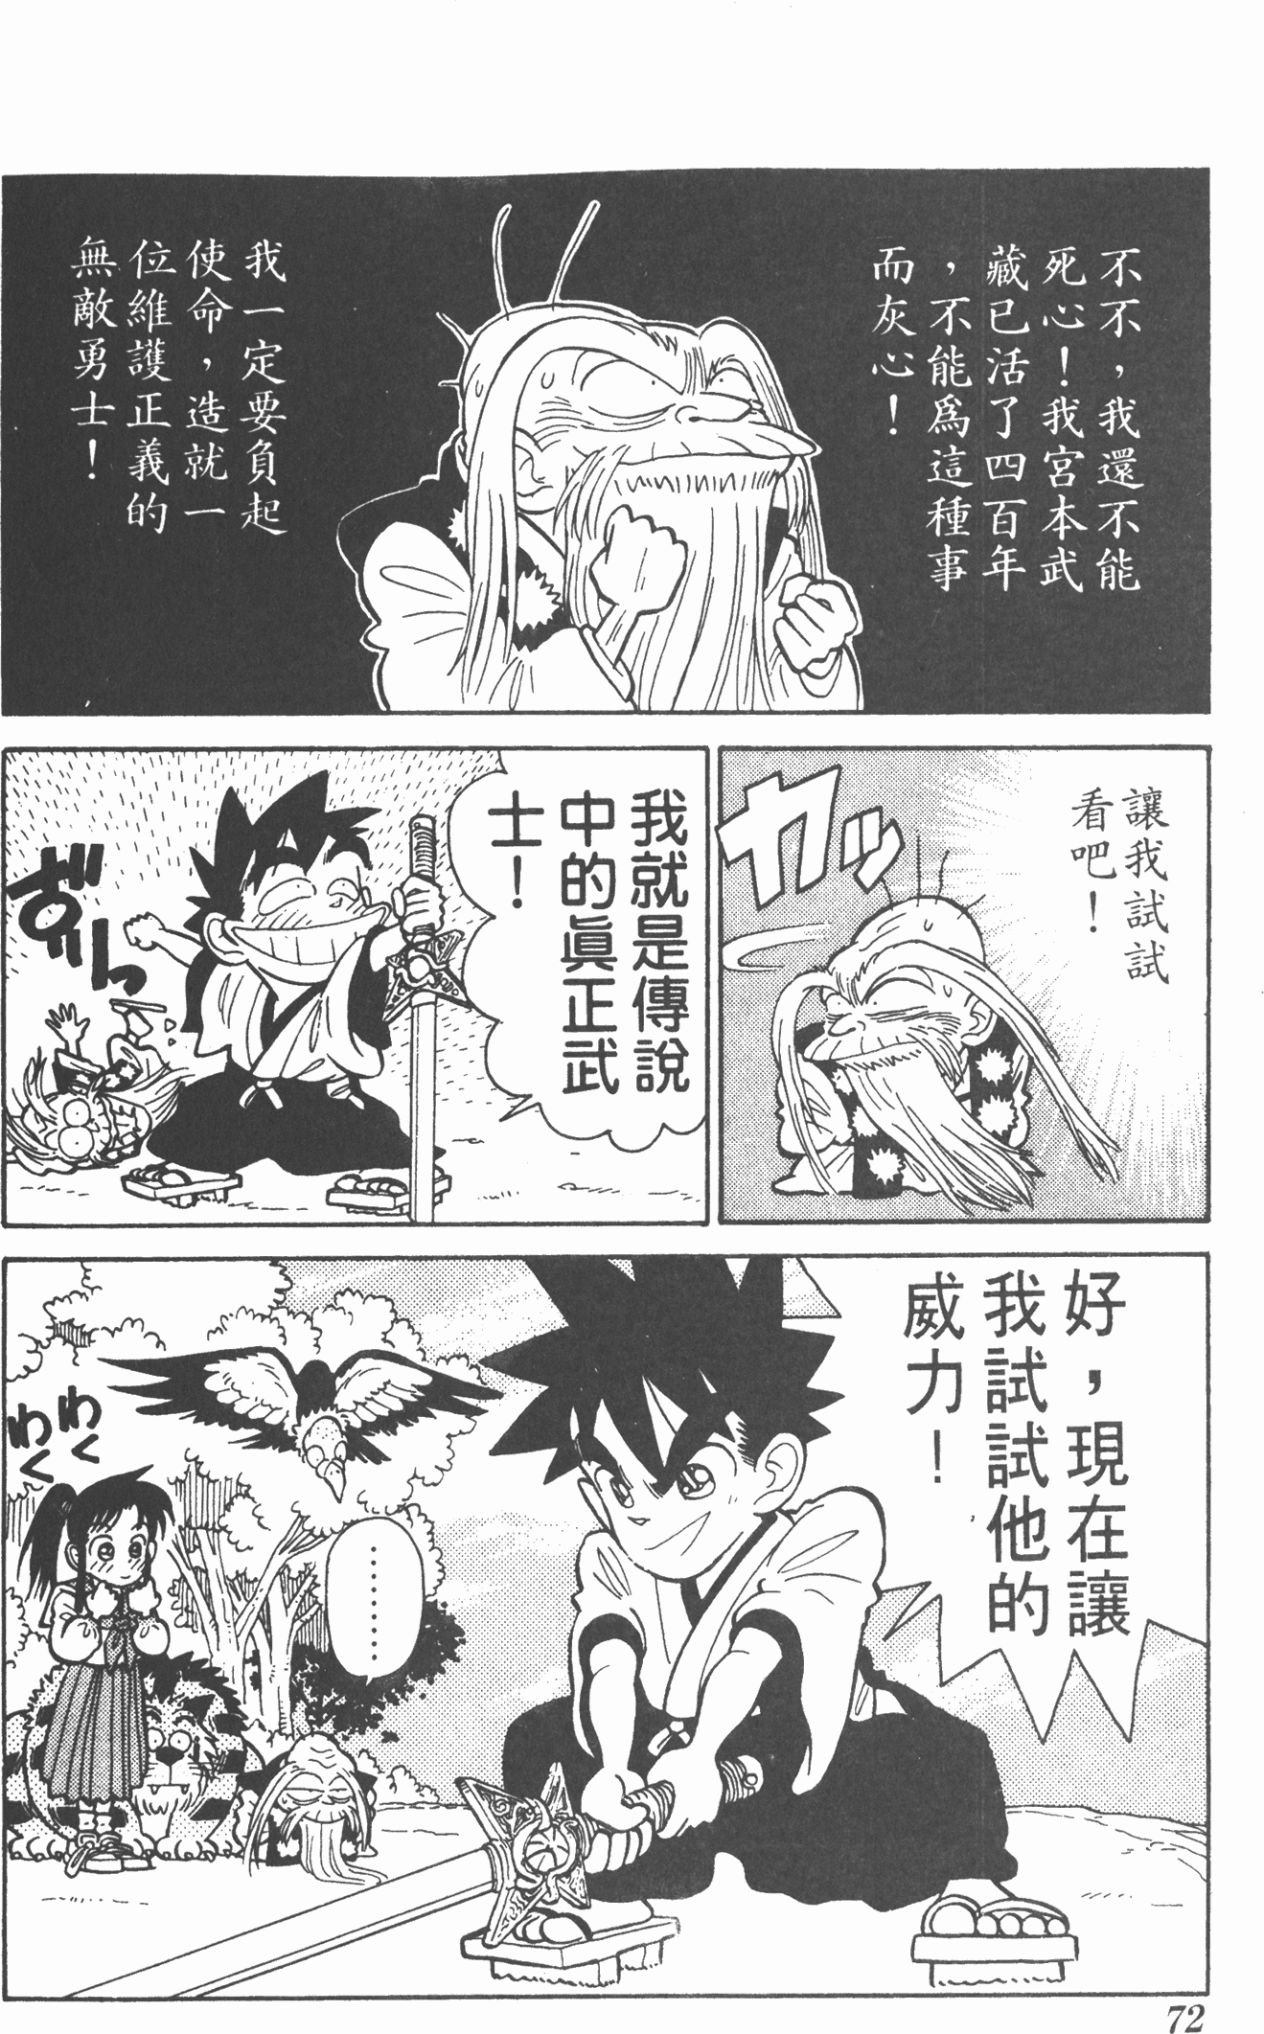 不不，我還不能
死心！我宮本武
藏已活了四百年
，不能為這種事
而灰心！
我一定要負起
使命，造就一
位維護正義的
無敵勇士！
讓我試試
看吧！
カッ
我就是傳說
中的眞正武
士！
好，現在讓
我試試他的
威力！
…………
わく
わく
72